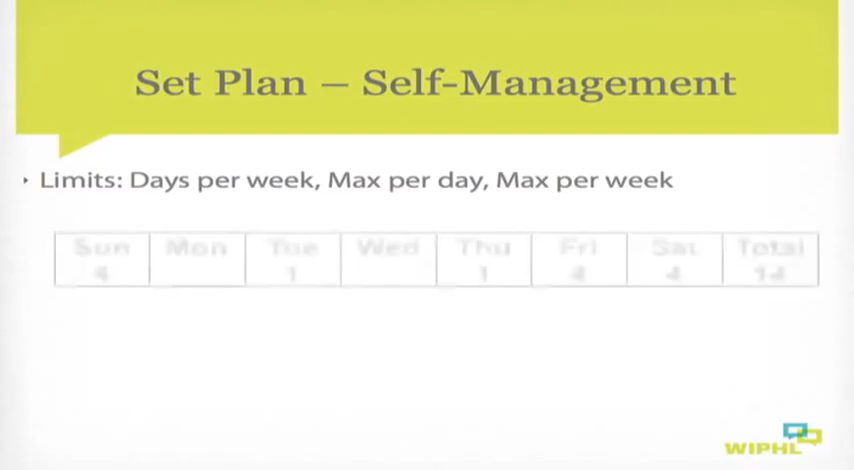 Set Plan – Self-Management
‣ Limits: Days per week, Max per day, Max per week
Sun Mon Tue Wed Thu Fri Sat Total
4 1 1 4 4 14
WIPHL